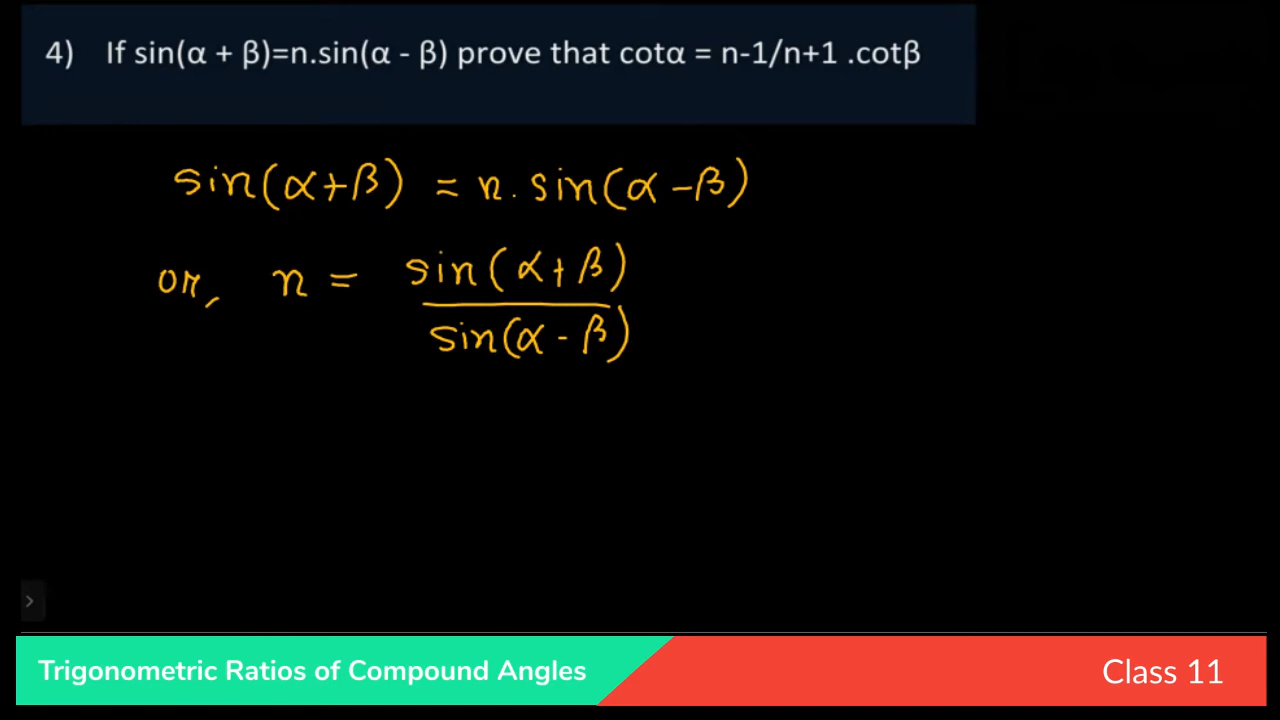 4) If sin(α + β)=n.sin(α - β) prove that cotα = n-1/n+1 .cotβ
sin(α+β) = n. sin(α -β)
or, n = sin(α+β)
sin(α - β)
Trigonometric Ratios of Compound Angles
Class 11